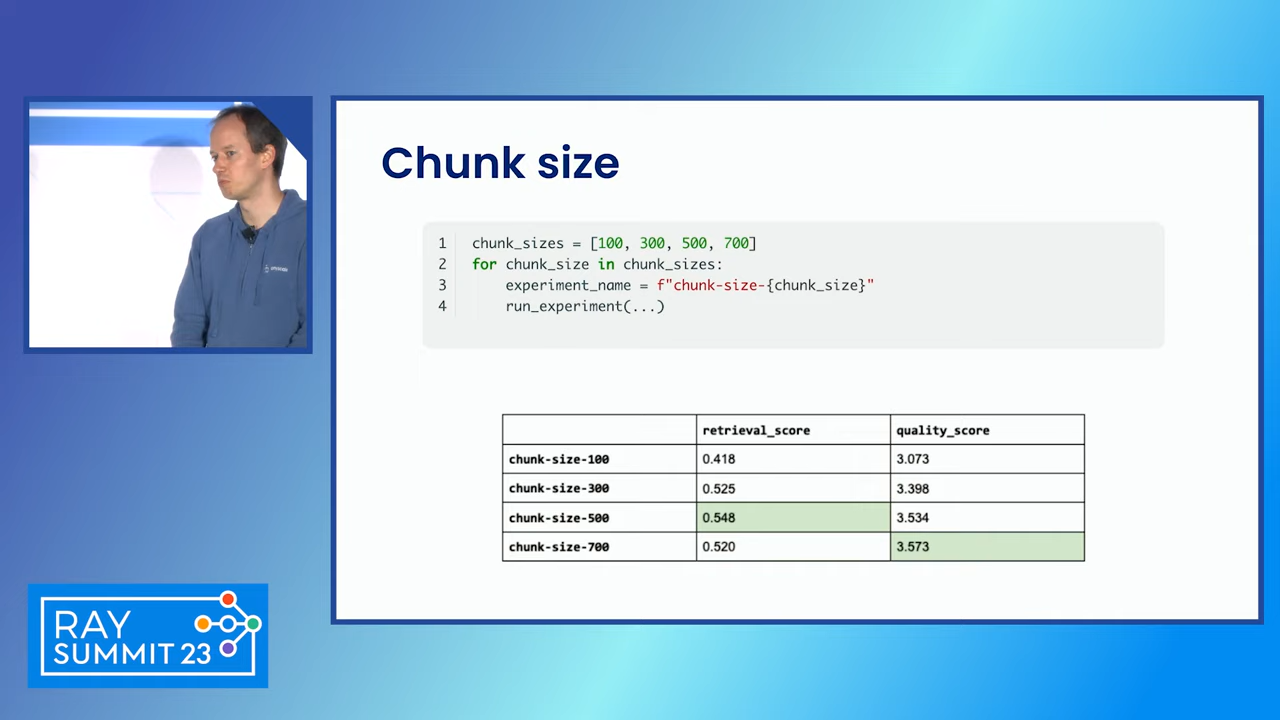 Chunk size
1 chunk_sizes = [100, 300, 500, 700]
2 for chunk_size in chunk_sizes:
3 experiment_name = f"chunk-size-{chunk_size}"
4 run_experiment(...)
retrieval_score quality_score
chunk-size-100 0.418 3.073
chunk-size-300 0.525 3.398
chunk-size-500 0.548 3.534
chunk-size-700 0.520 3.573
RAY
SUMMIT 23